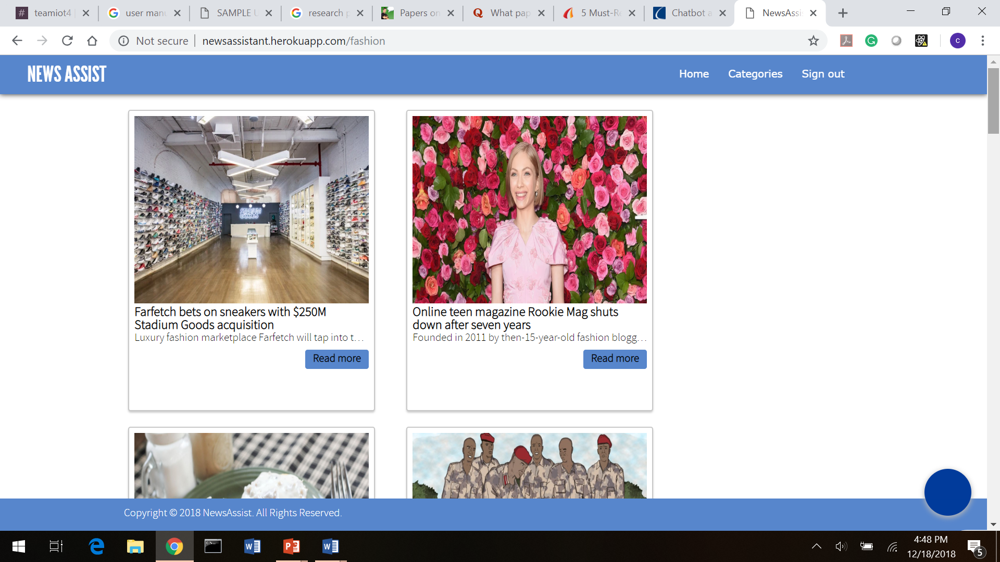 teamiot4
user manu
SAMPLE U
research p
Papers on
What pap
5 Must-Re
Chatbot a
NewsAssis
Not secure
newsassistant.herokuapp.com/fashion
c
NEWS ASSIST
Home
Categories
Sign out
STADIUM
GOODS
Farfetch bets on sneakers with $250M
Stadium Goods acquisition
Luxury fashion marketplace Farfetch will tap into t...
Read more
Online teen magazine Rookie Mag shuts
down after seven years
Founded in 2011 by then-15-year-old fashion blogg...
Read more
Copyright © 2018 NewsAssist. All Rights Reserved.
4:48 PM
12/18/2018
5